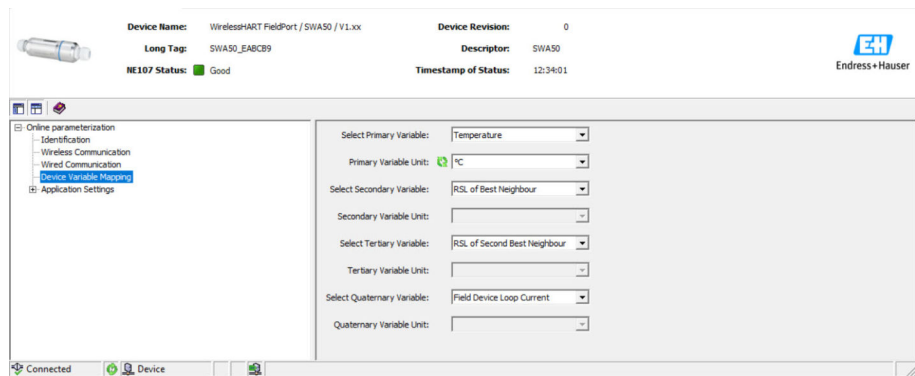 Device Name: WirelessHART FieldPort / SWA50 / V1.xx Device Revision: 0
Long Tag: SWA50_EABCB9 Descriptor: SWA50
NE107 Status: Good Timestamp of Status: 12:34:01
EH
Endress+Hauser
Online parameterization
Identification
Wireless Communication
Wired Communication
Device Variable Mapping
Application Settings
Select Primary Variable: Temperature
Primary Variable Unit: °C
Select Secondary Variable: RSL of Best Neighbour
Secondary Variable Unit:
Select Tertiary Variable: RSL of Second Best Neighbour
Tertiary Variable Unit:
Select Quaternary Variable: Field Device Loop Current
Quaternary Variable Unit:
Connected Device